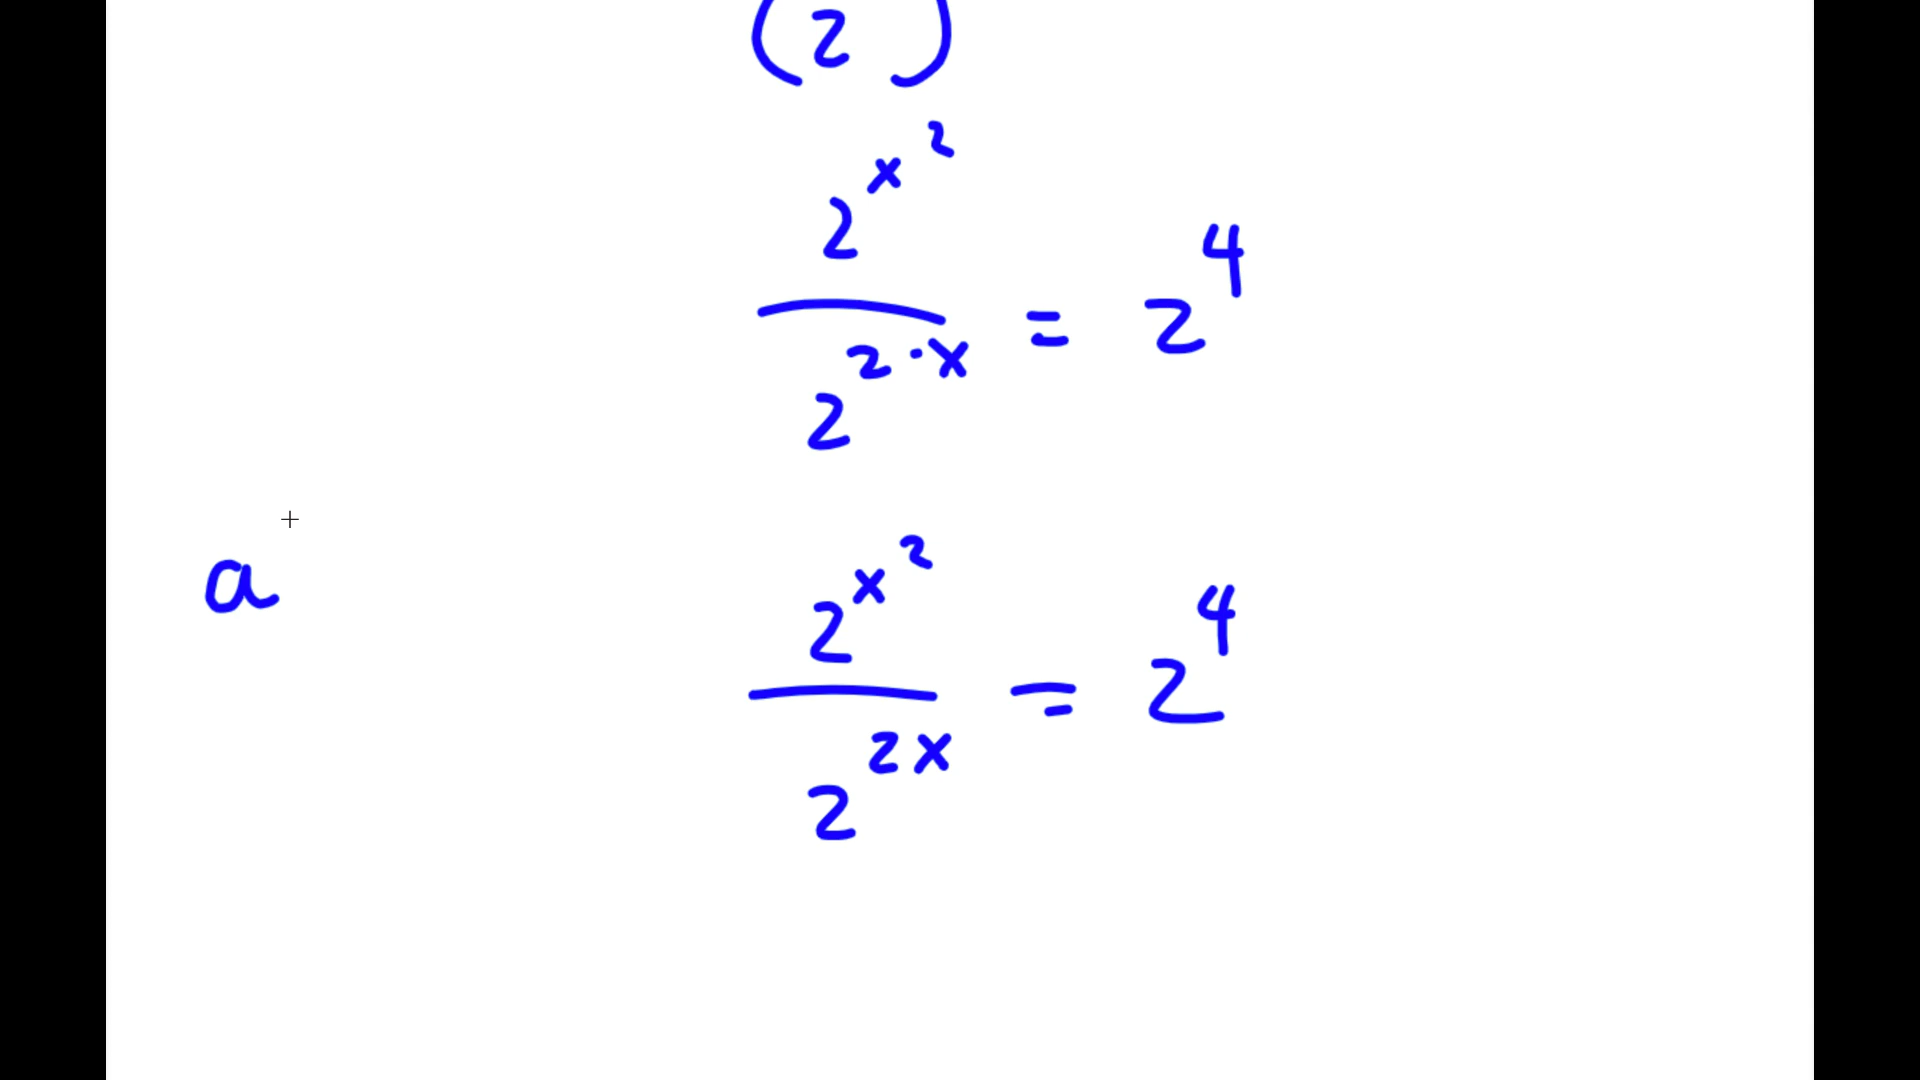 (2 )
2^x^2 / 2^2·x = 2^4
a
2^x^2 / 2^2x = 2^4